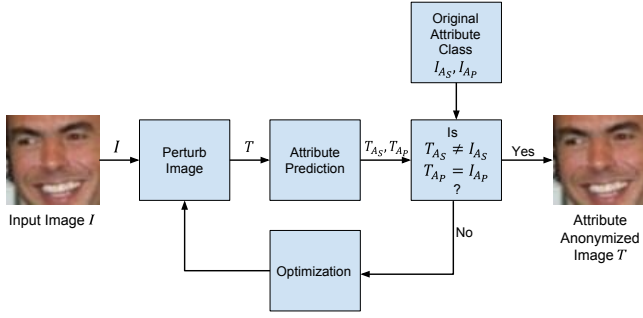 Original
Attribute
Class
I_{A_S}, I_{A_P}
I
Perturb
Image
T
Attribute
Prediction
T_{A_S}, T_{A_P}
Is
T_{A_S} ≠ I_{A_S}
T_{A_P} = I_{A_P}
?
Yes
Input Image I
No
Optimization
Attribute
Anonymized
Image T